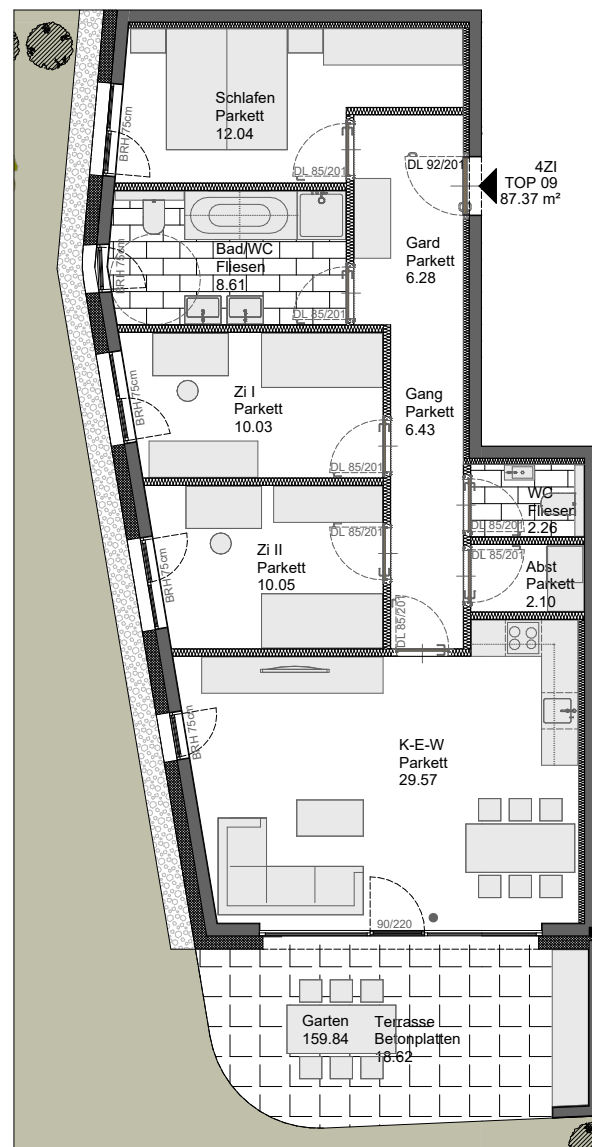 Schlafen
Parkett
12.04
BRH 75cm
DL 85/201
DL 92/201
4ZI
TOP 09
87.37 m²
Gard
Parkett
6.28
Bad/WC
Fliesen
8.61
BRH 75cm
DL 85/201
Zi I
Parkett
10.03
BRH 75cm
DL 85/201
Gang
Parkett
6.43
WC
Fliesen
2.26
DL 85/201
Zi II
Parkett
10.05
BRH 75cm
DL 85/201
Abst
Parkett
2.10
DL 85/201
DL 85/201
K-E-W
Parkett
29.57
BRH 75cm
90/220
Garten
159.84
Terrasse
Betonplatten
18.62